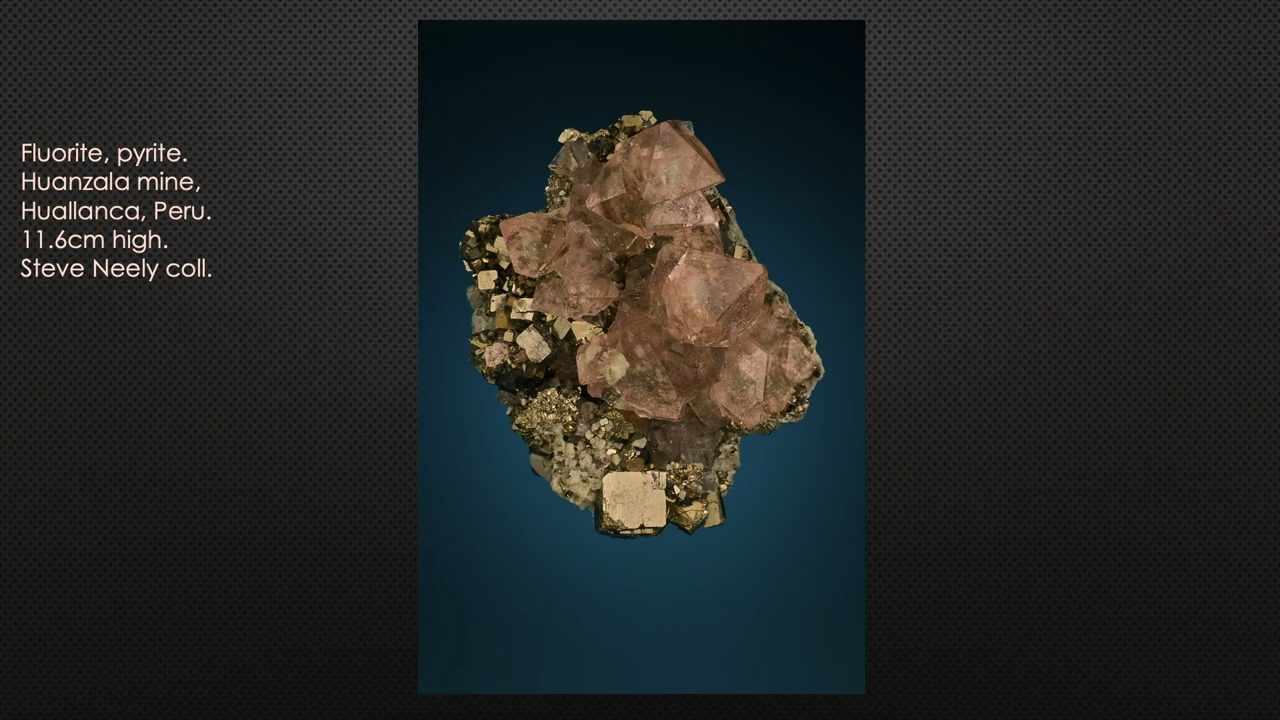 Fluorite, pyrite.
Huanzala mine,
Huallanca, Peru.
11.6cm high.
Steve Neely coll.